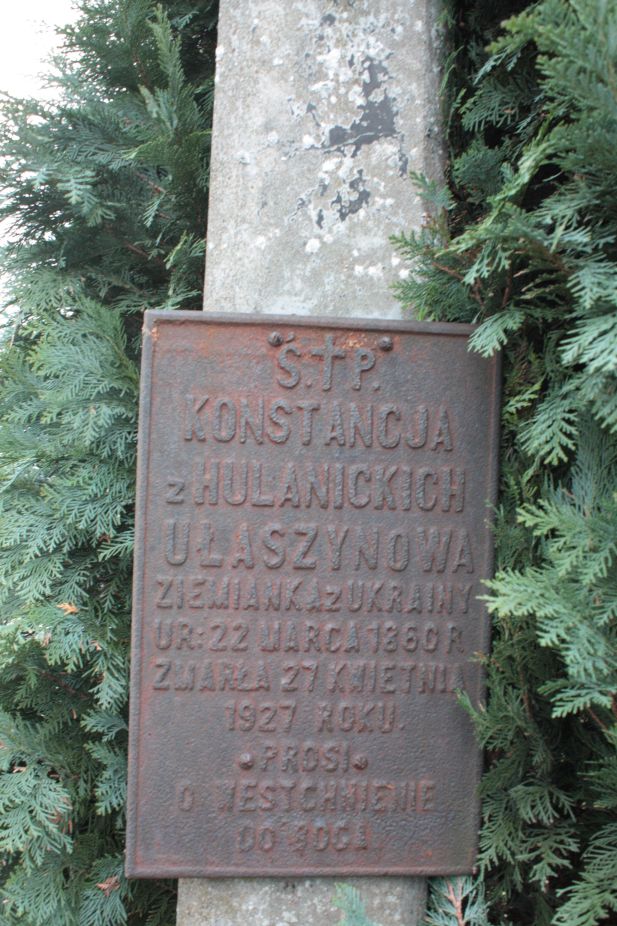 Ś.†P.
KONSTANCJA
z HULANICKICH
UŁASZYNOWA
ZIEMIANKA z UKRAINY
UR: 22 MARCA 1860 R
ZMARŁA 27 KWIETNIA
1927 ROKU.
PROSI
O WESTCHNIENIE
DO BOGA